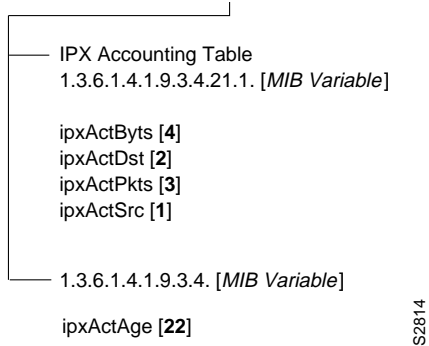 IPX Accounting Table
1.3.6.1.4.1.9.3.4.21.1. [MIB Variable]
ipxActByts [4]
ipxActDst [2]
ipxActPkts [3]
ipxActSrc [1]
1.3.6.1.4.1.9.3.4. [MIB Variable]
ipxActAge [22]
S2814